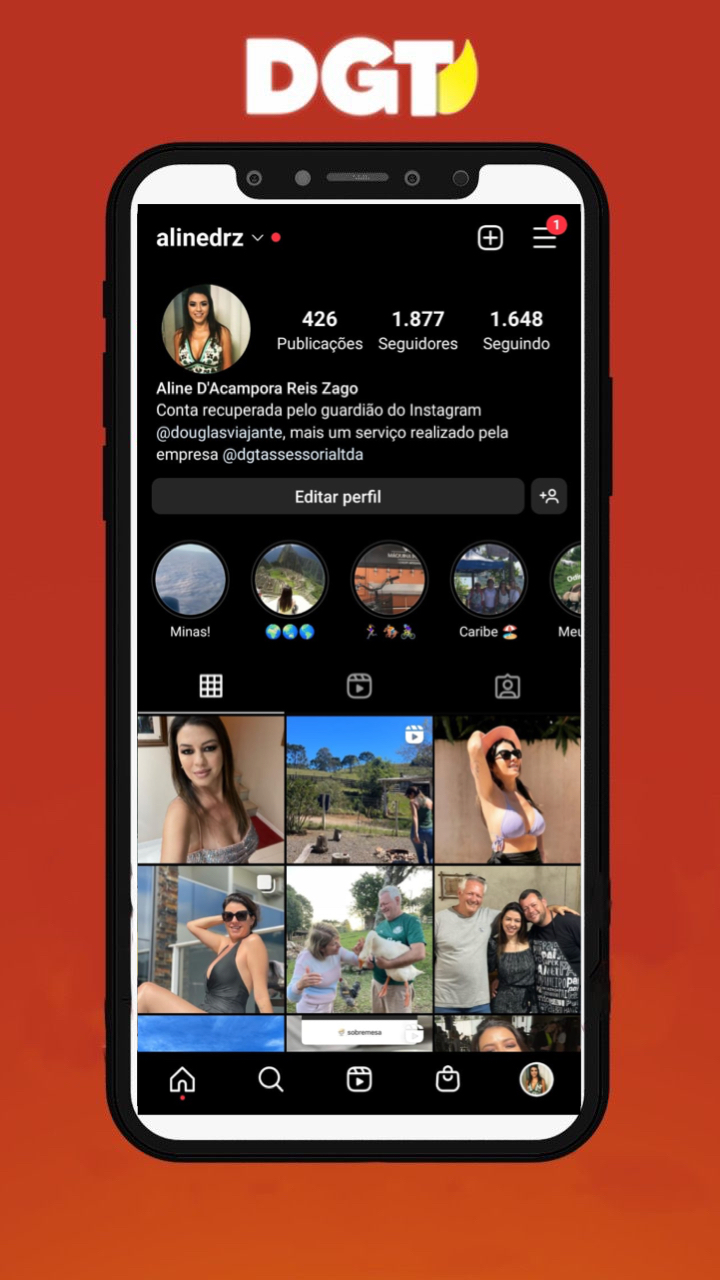 DGT
alinedrz
1
426
1.877
1.648
Publicações
Seguidores
Seguindo
Aline D'Acampora Reis Zago
Conta recuperada pelo guardião do Instagram
@douglasviajante, mais um serviço realizado pela
empresa @dgtassessorialtda
Editar perfil
Minas!
Caribe
sobremesa